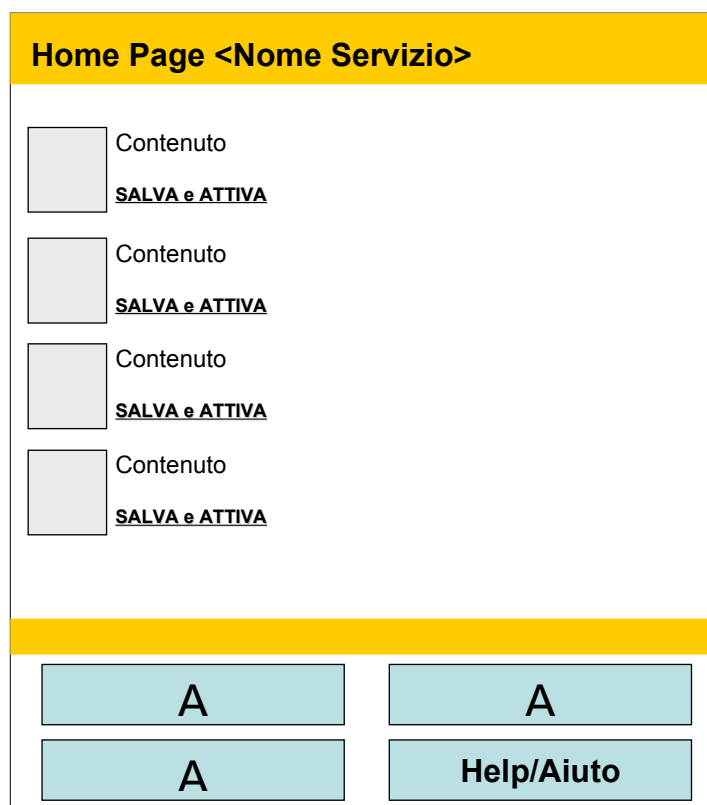 Home Page <Nome Servizio>
Contenuto
SALVA e ATTIVA
Contenuto
SALVA e ATTIVA
Contenuto
SALVA e ATTIVA
Contenuto
SALVA e ATTIVA
A
A
A
Help/Aiuto